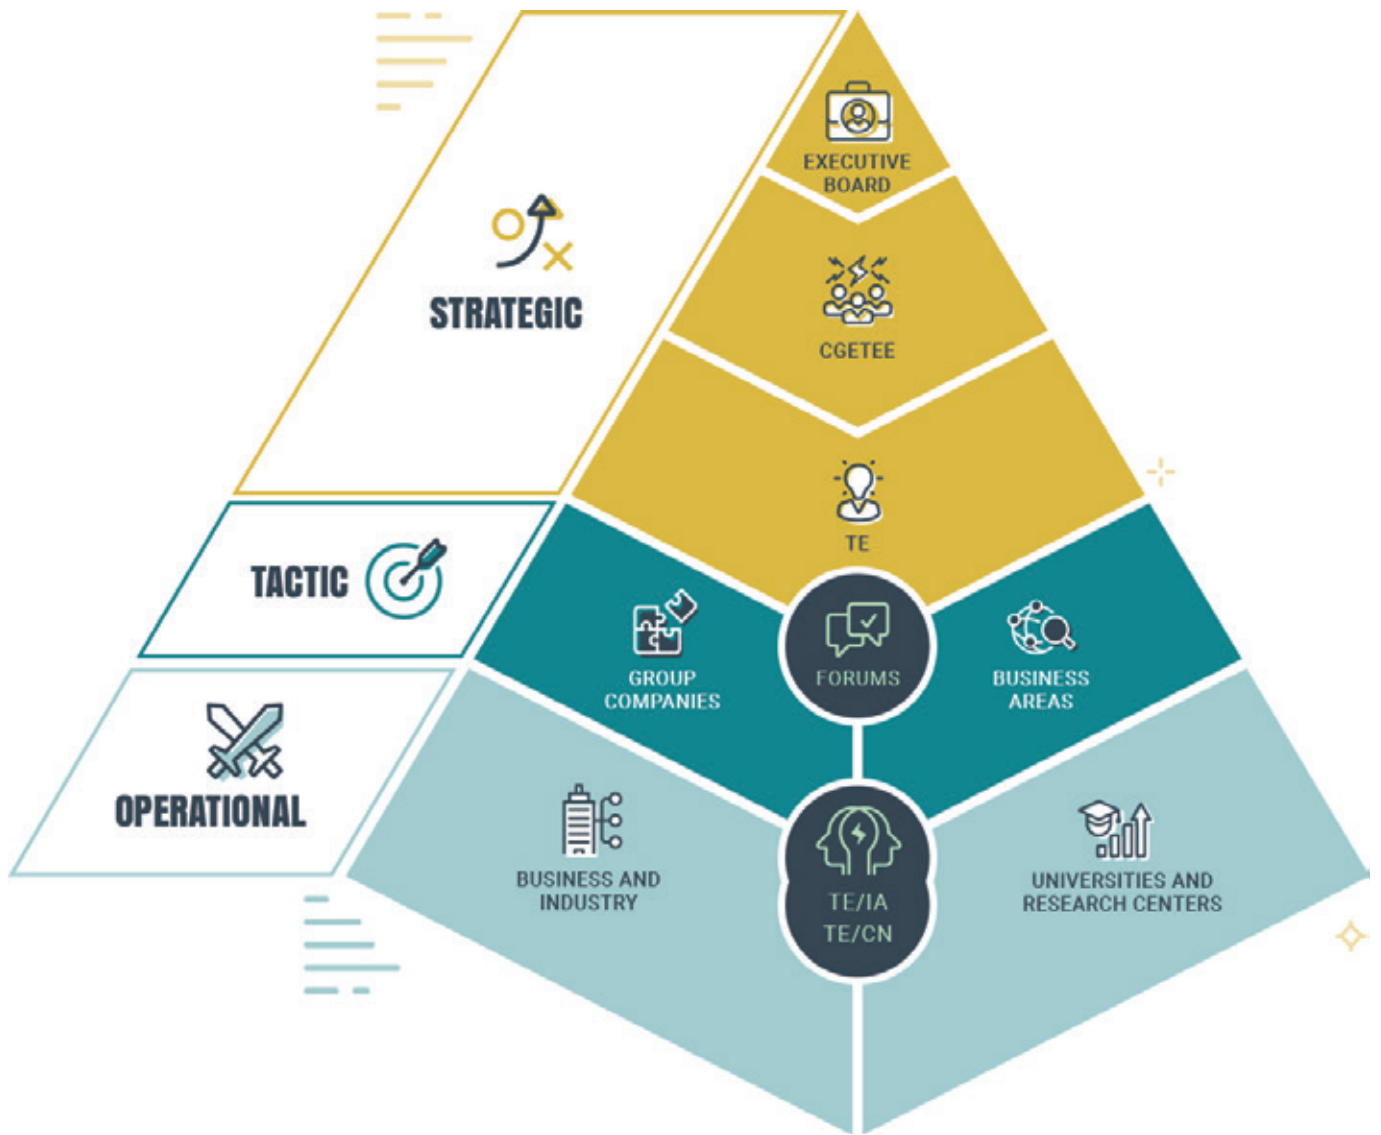 EXECUTIVE
BOARD
STRATEGIC
CGETEE
TE
TACTIC
GROUP
COMPANIES
FORUMS
BUSINESS
AREAS
OPERATIONAL
BUSINESS AND
INDUSTRY
TE/IA
TE/CN
UNIVERSITIES AND
RESEARCH CENTERS